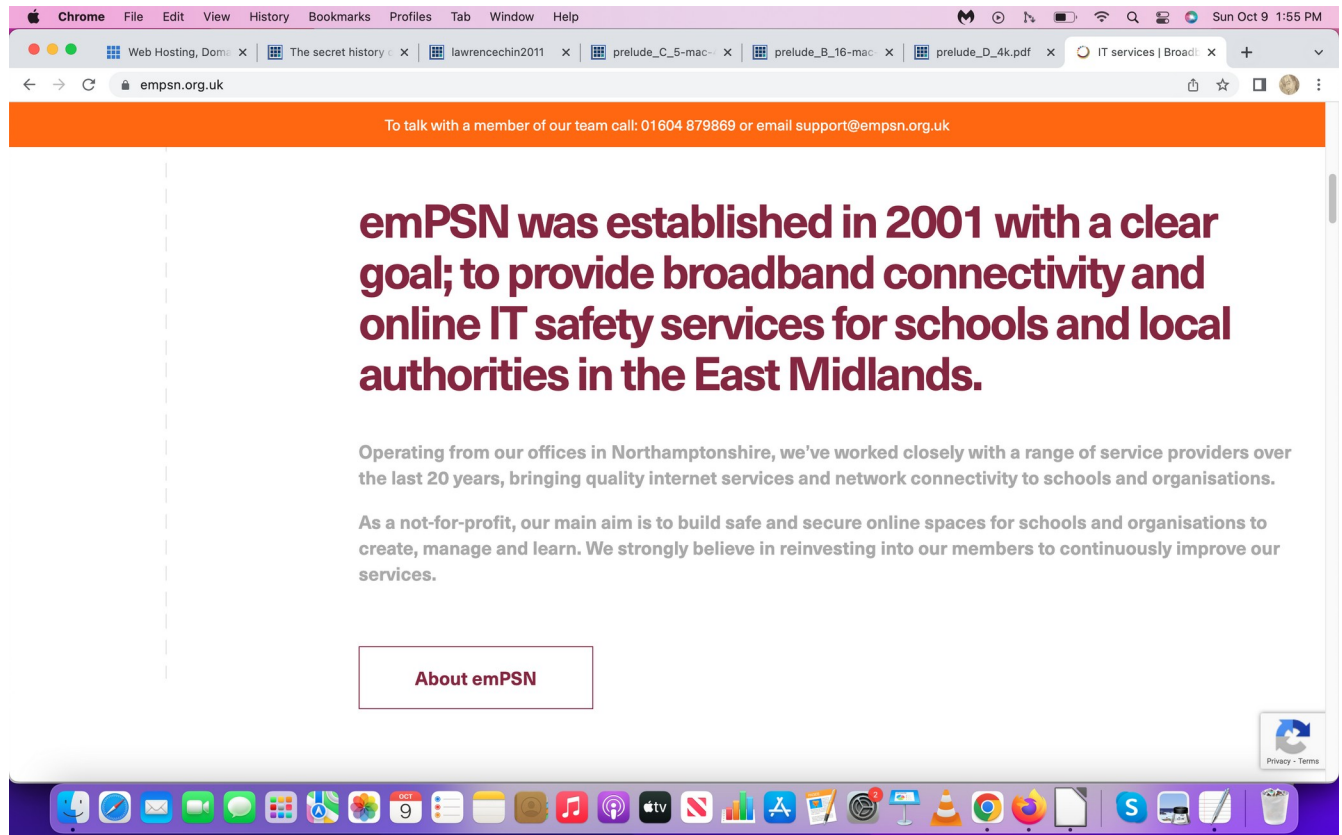 Chrome File Edit View History Bookmarks Profiles Tab Window Help Sun Oct 9 1:55 PM
Web Hosting, Doma The secret history lawrencechin2011 prelude_C_5-mac- prelude_B_16-mac- prelude_D_4k.pdf IT services | Broadb
empsn.org.uk
To talk with a member of our team call: 01604 879869 or email support@empsn.org.uk
emPSN was established in 2001 with a clear
goal; to provide broadband connectivity and
online IT safety services for schools and local
authorities in the East Midlands.
Operating from our offices in Northamptonshire, we've worked closely with a range of service providers over
the last 20 years, bringing quality internet services and network connectivity to schools and organisations.
As a not-for-profit, our main aim is to build safe and secure online spaces for schools and organisations to
create, manage and learn. We strongly believe in reinvesting into our members to continuously improve our
services.
About emPSN
Privacy - Terms
OCT
9
tv
2
S